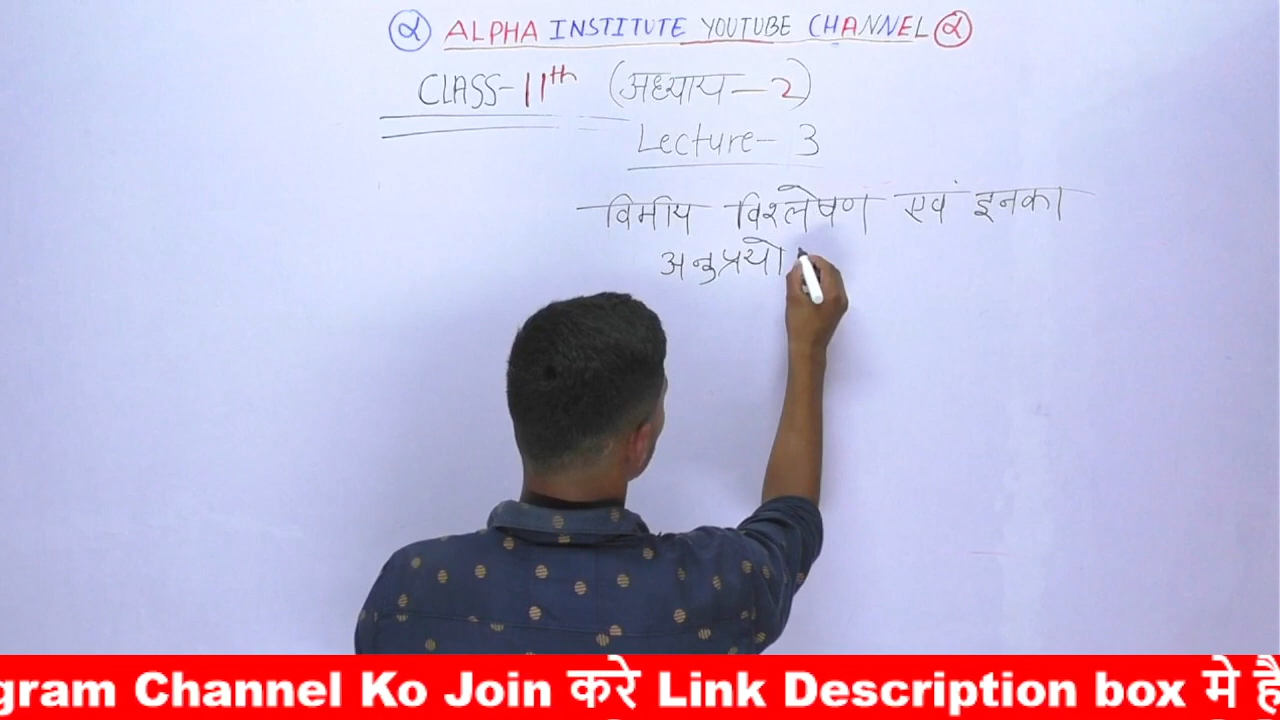 α ALPHA INSTITUTE YOUTUBE CHANNEL α
CLASS-11th (अध्याय-2)
Lecture-3
विमीय विश्लेषण एवं इनका
अनुप्रयो
gram Channel Ko Join करे Link Description box मे है